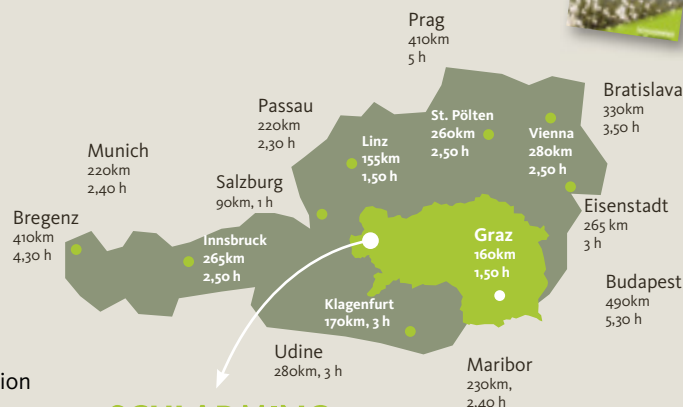 Prag
410km
5 h
Bratislava
330km
3,50 h
Passau
220km
2,30 h
St. Pölten
260km
2,50 h
Linz
155km
1,50 h
Vienna
280km
2,50 h
Munich
220km
2,40 h
Salzburg
90km, 1 h
Eisenstadt
265 km
3 h
Bregenz
410km
4,30 h
Innsbruck
265km
2,50 h
Graz
160km
1,50 h
Budapest
490km
5,30 h
Klagenfurt
170km, 3 h
Udine
280km, 3 h
Maribor
230km,
2,40 h
ion